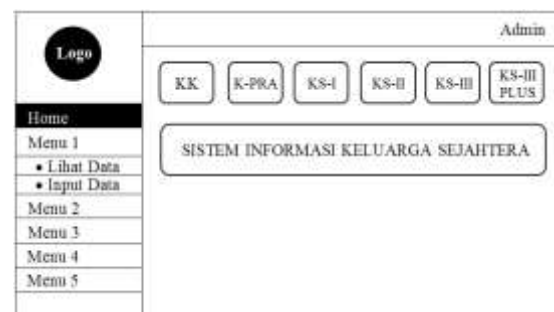 Logo
Admin
KK
K-PRA
KS-I
KS-II
KS-III
KS-III
PLUS
Home
Menu 1
• Lihat Data
• Input Data
Menu 2
Menu 3
Menu 4
Menu 5
SISTEM INFORMASI KELUARGA SEJAHTERA